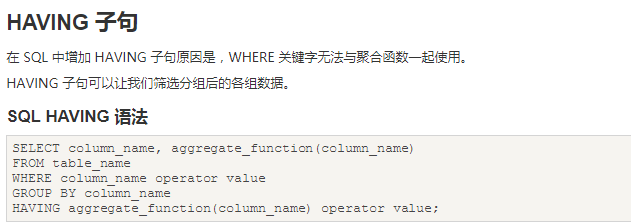 HAVING 子句
在 SQL 中增加 HAVING 子句原因是，WHERE 关键字无法与聚合函数一起使用。
HAVING 子句可以让我们筛选分组后的各组数据。
SQL HAVING 语法
SELECT column_name, aggregate_function(column_name)
FROM table_name
WHERE column_name operator value
GROUP BY column_name
HAVING aggregate_function(column_name) operator value;